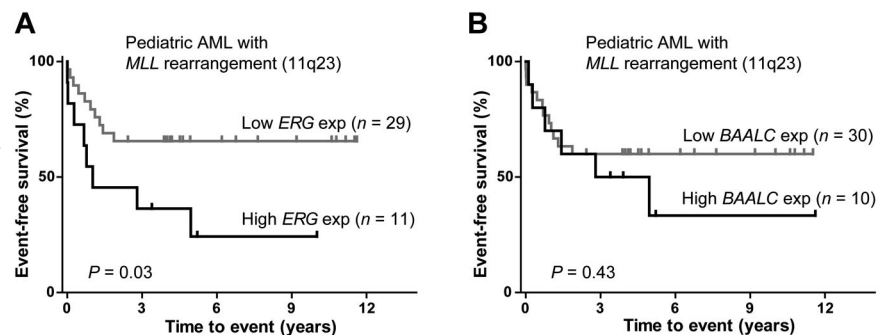 A
Pediatric AML with
MLL rearrangement (11q23)
100
50
0
Event-free survival (%)
Low ERG exp (n = 29)
High ERG exp (n = 11)
P = 0.03
0 3 6 9 12
Time to event (years)
B
Pediatric AML with
MLL rearrangement (11q23)
100
50
0
Event-free survival (%)
Low BAALC exp (n = 30)
High BAALC exp (n = 10)
P = 0.43
0 3 6 9 12
Time to event (years)